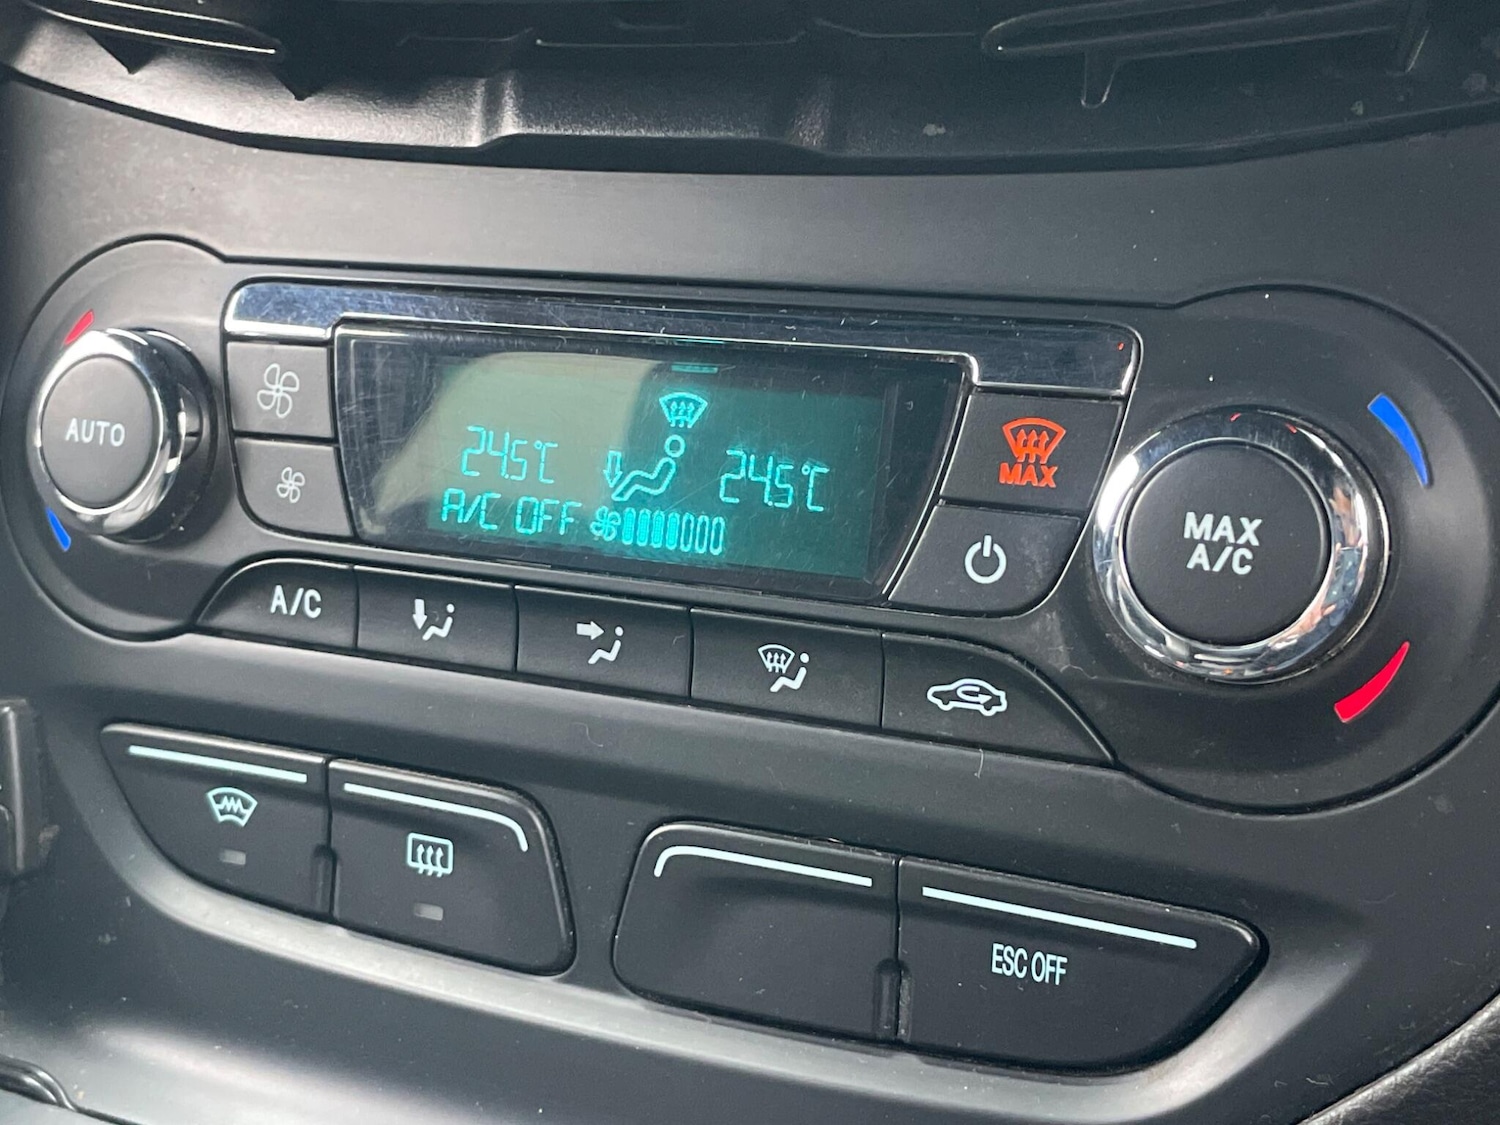 AUTO
24.5°C
24.5°C
A/C OFF
MAX
MAX
A/C
A/C
ESC OFF